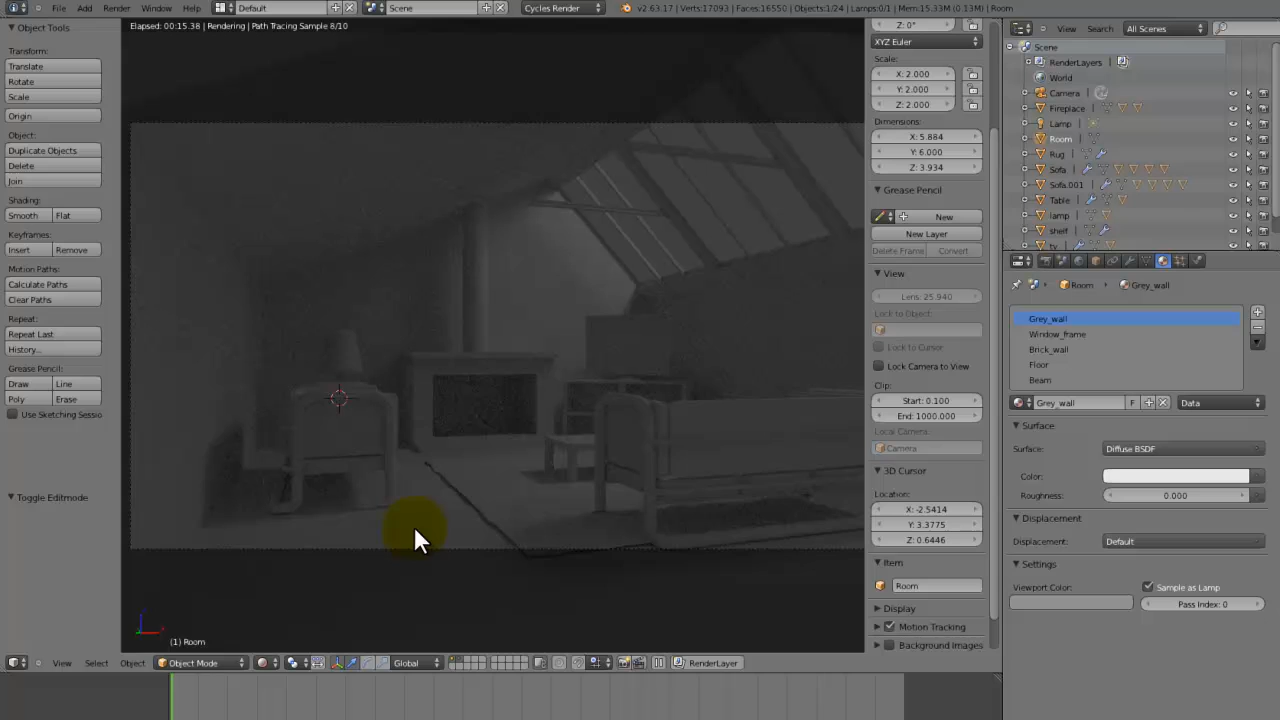 File Add Render Window Help Default Scene Cycles Render v2.63.17 | Verts:17093 | Faces:16550 | Objects:1/24 | Lamps:0/1 | Mem:15.33M (0.13M) | Room
Elapsed: 00:15.38 | Rendering | Path Tracing Sample 8/10
Object Tools
Transform:
Translate
Rotate
Scale
Origin
Object:
Duplicate Objects
Delete
Join
Shading:
Smooth Flat
Keyframes:
Insert Remove
Motion Paths:
Calculate Paths
Clear Paths
Repeat:
Repeat Last
History...
Grease Pencil:
Draw Line
Poly Erase
Use Sketching Sessio
Toggle Editmode
(1) Room
View Select Object Object Mode Global RenderLayer
Z: 0°
XYZ Euler
Scale:
X: 2.000
Y: 2.000
Z: 2.000
Dimensions:
X: 5.884
Y: 6.000
Z: 3.934
Grease Pencil
New
New Layer
Delete Frame Convert
View
Lens: 25.940
Lock to Object:
Lock to Cursor
Lock Camera to View
Clip:
Start: 0.100
End: 1000.000
Local Camera:
Camera
3D Cursor
Location:
X: -2.5414
Y: 3.3775
Z: 0.6446
Item
Room
Display
Motion Tracking
Background Images
View Search All Scenes
Scene
RenderLayers
World
Camera
Fireplace
Lamp
Room
Rug
Sofa
Sofa.001
Table
lamp
shelf
tv
Room Grey_wall
Grey_wall
Window_frame
Brick_wall
Floor
Beam
Grey_wall F Data
Surface
Surface: Diffuse BSDF
Color:
Roughness: 0.000
Displacement
Displacement: Default
Settings
Viewport Color: Sample as Lamp
Pass Index: 0